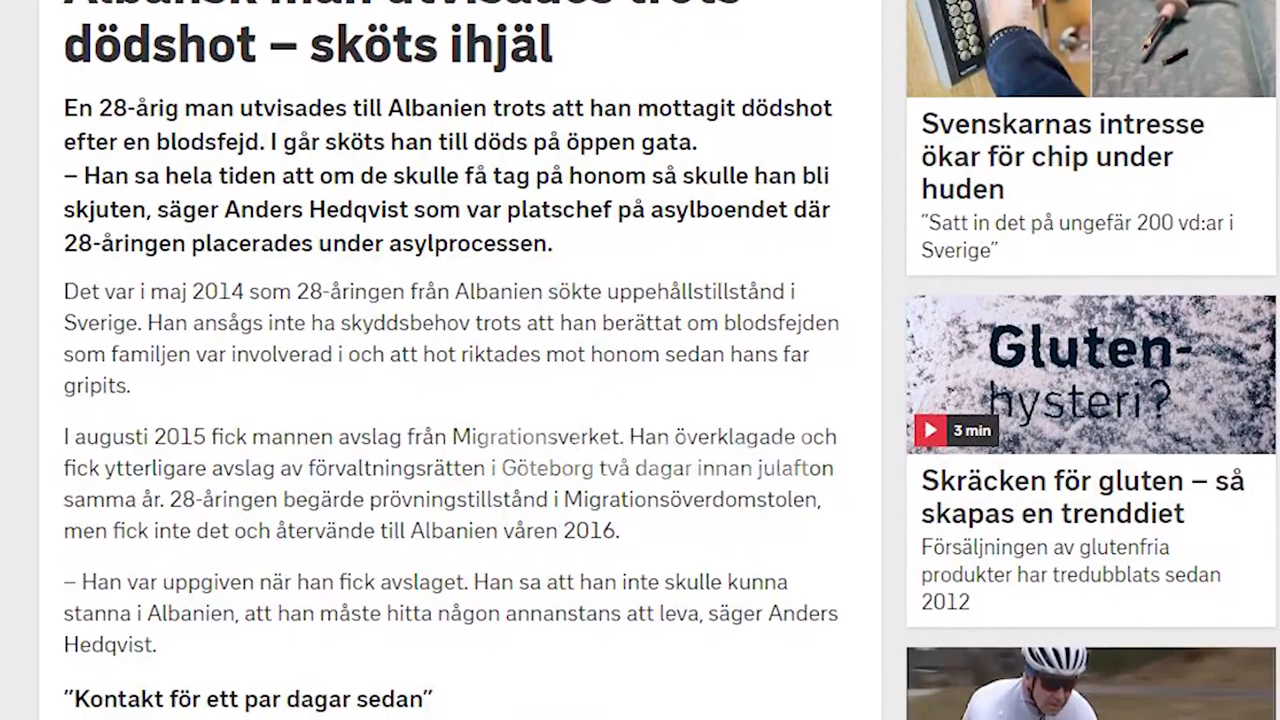 Albansk man utvisades trots
dödshot – sköts ihjäl
En 28-årig man utvisades till Albanien trots att han mottagit dödshot
efter en blodsfejd. I går sköts han till döds på öppen gata.
– Han sa hela tiden att om de skulle få tag på honom så skulle han bli
skjuten, säger Anders Hedqvist som var platschef på asylboendet där
28-åringen placerades under asylprocessen.
Det var i maj 2014 som 28-åringen från Albanien sökte uppehållstillstånd i
Sverige. Han ansågs inte ha skyddsbehov trots att han berättat om blodsfejden
som familjen var involverad i och att hot riktades mot honom sedan hans far
gripits.
I augusti 2015 fick mannen avslag från Migrationsverket. Han överklagade och
fick ytterligare avslag av förvaltningsrätten i Göteborg två dagar innan julafton
samma år. 28-åringen begärde prövningstillstånd i Migrationsöverdomstolen,
men fick inte det och återvände till Albanien våren 2016.
– Han var uppgiven när han fick avslaget. Han sa att han inte skulle kunna
stanna i Albanien, att han måste hitta någon annanstans att leva, säger Anders
Hedqvist.
”Kontakt för ett par dagar sedan”
Svenskarnas intresse
ökar för chip under
huden
”Satt in det på ungefär 200 vd:ar i
Sverige”
Gluten-
hysteri?
3 min
Skräcken för gluten – så
skapas en trenddiet
Försäljningen av glutenfria
produkter har tredubblats sedan
2012